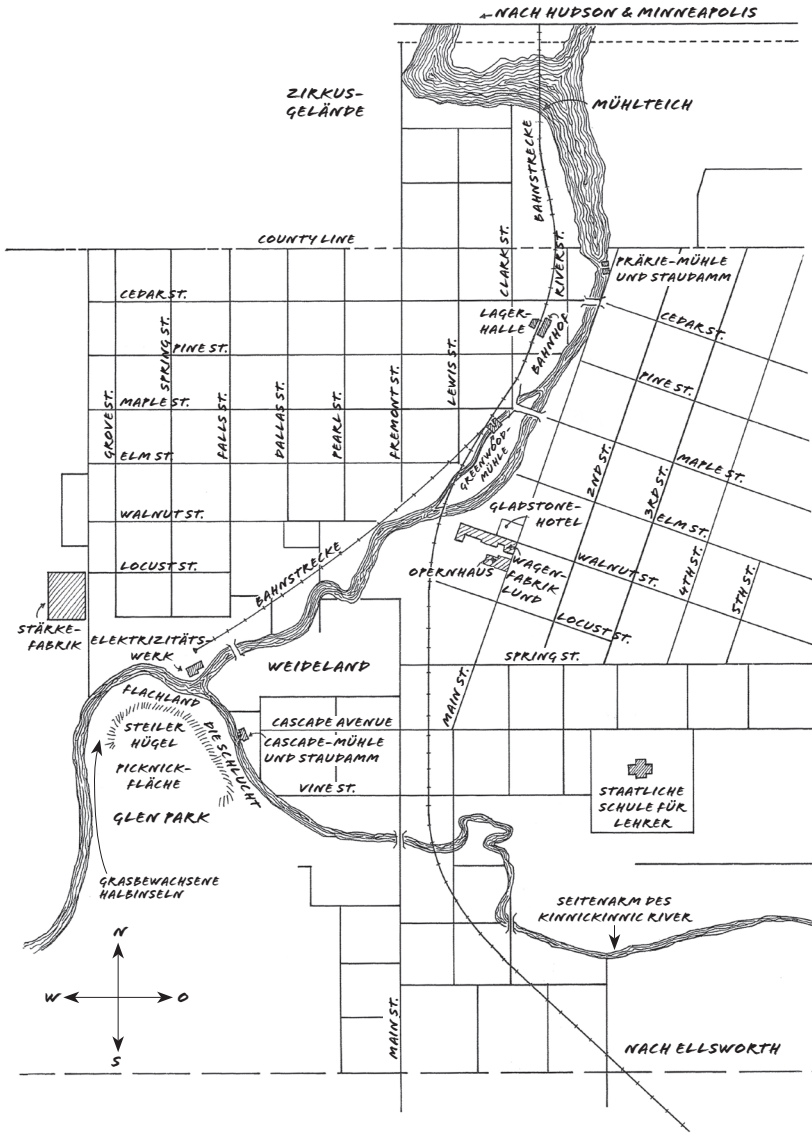 NACH HUDSON & MINNEAPOLIS
ZIRKUS-
GELÄNDE
MÜHLTEICH
BAHNSTRECKE
COUNTY LINE
CLARK ST.
RIVER ST.
PRÄRIE-MÜHLE
UND STAUDAMM
CEDAR ST.
LAGER-
HALLE
BAHNHOF
CEDAR ST.
SPRING ST.
PINE ST.
LEWIS ST.
PINE ST.
GROVE ST.
MAPLE ST.
FALLS ST.
DALLAS ST.
PEARL ST.
FREMONT ST.
GREENWOOD-
MÜHLE
2ND ST.
3RD ST.
MAPLE ST.
ELM ST.
ELM ST.
WALNUT ST.
GLADSTONE-
HOTEL
4TH ST.
5TH ST.
LOCUST ST.
BAHNSTRECKE
OPERNHAUS
WAGEN-
FABRIK
LUND
WALNUT ST.
LOCUST ST.
STÄRKE-
FABRIK
ELEKTRIZITÄTS-
WERK
WEIDELAND
SPRING ST.
MAIN ST.
FLACHLAND
STEILER
HÜGEL
DIE SCHLUCHT
CASCADE AVENUE
CASCADE-MÜHLE
UND STAUDAMM
PICKNICK-
FLÄCHE
VINE ST.
GLEN PARK
STAATLICHE
SCHULE FÜR
LEHRER
GRASBEWACHSENE
HALBINSELN
SEITENARM DES
KINNICKINNIC RIVER
N
W O
S
MAIN ST.
NACH ELLSWORTH